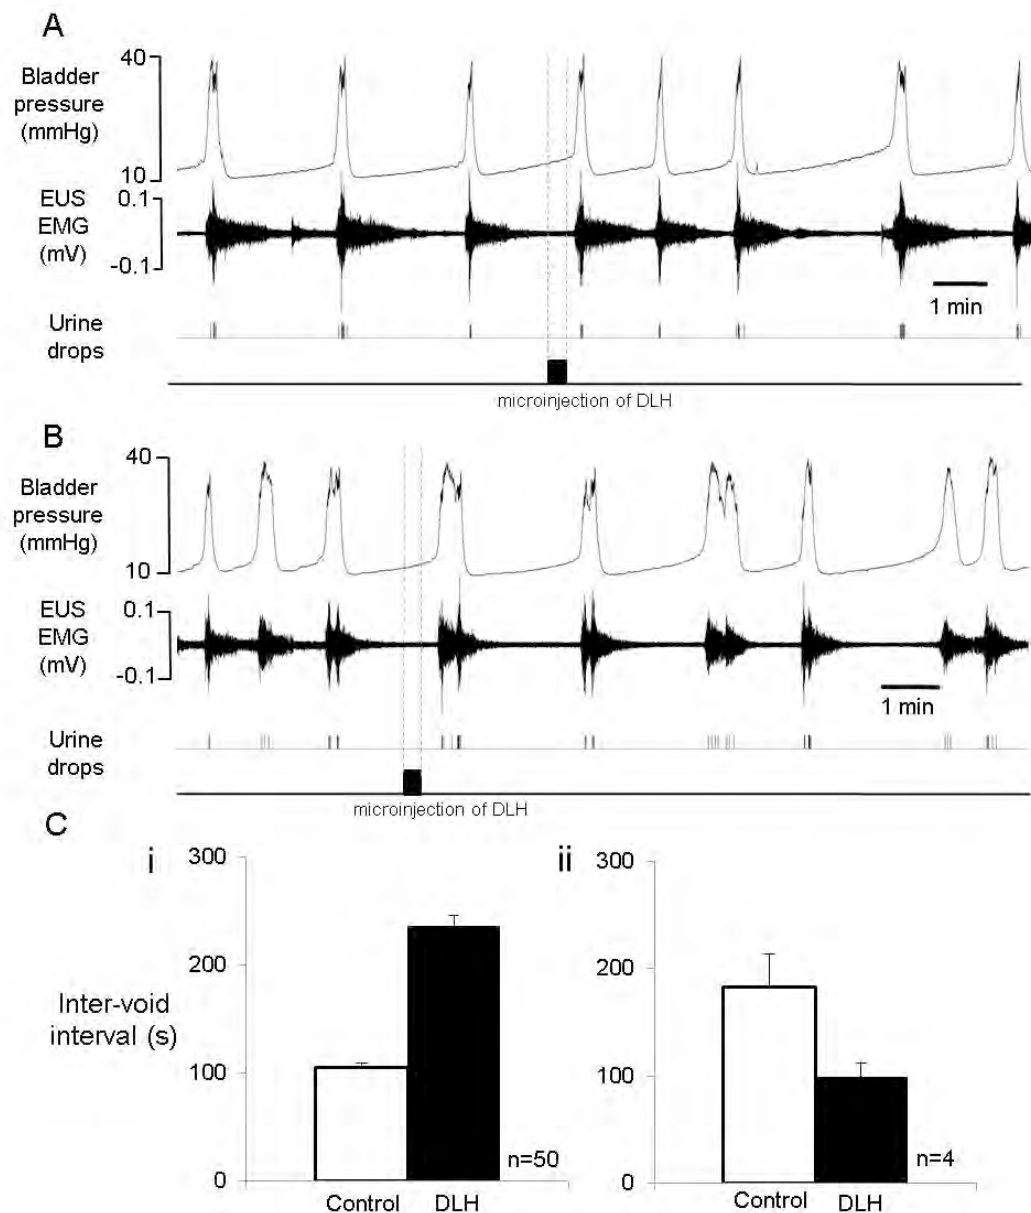 A
40
Bladder
pressure
(mmHg)
10
EUS
EMG
(mV)
0.1
-0.1
1 min
Urine
drops
microinjection of DLH
B
40
Bladder
pressure
(mmHg)
10
EUS
EMG
(mV)
0.1
-0.1
1 min
Urine
drops
microinjection of DLH
C
i
300
200
100
0
Inter-void
interval (s)
n=50
Control
DLH
ii
300
200
100
0
n=4
Control
DLH